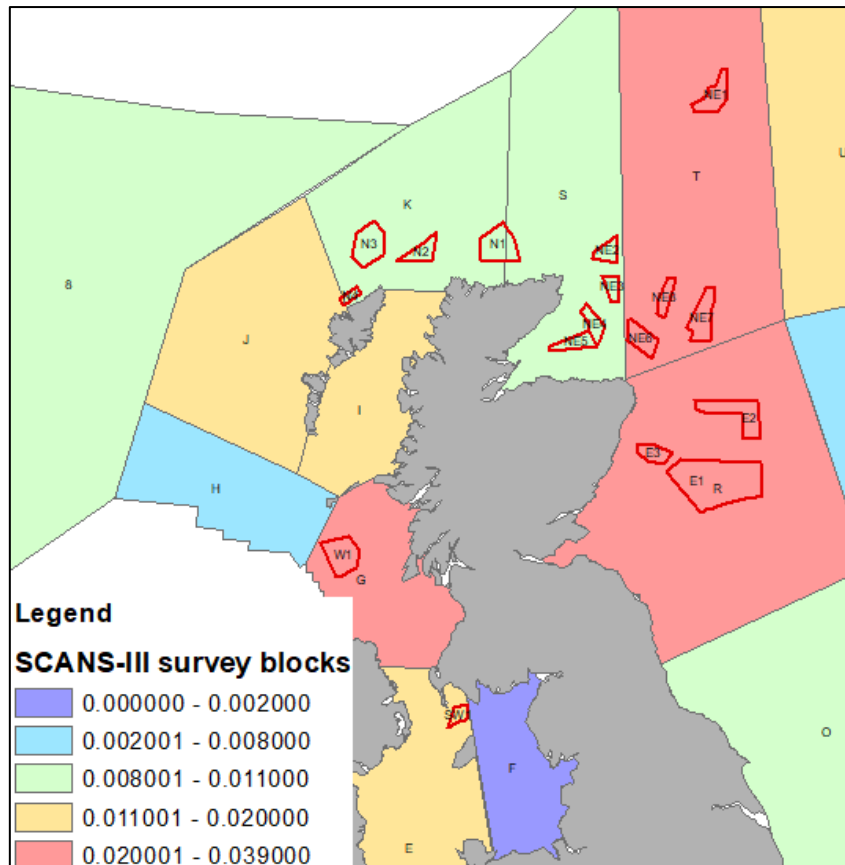 NE1
U
T
K
S
N3
N2
N1
NE2
8
NE3
N4
NE8
NE4
NE7
J
NE6
NE5
I
E2
E3
E1
R
H
W1
G
Legend
SCANS-III survey blocks
0.000000 - 0.002000
0.002001 - 0.008000
0.008001 - 0.011000
0.011001 - 0.020000
0.020001 - 0.039000
SW1
O
F
E